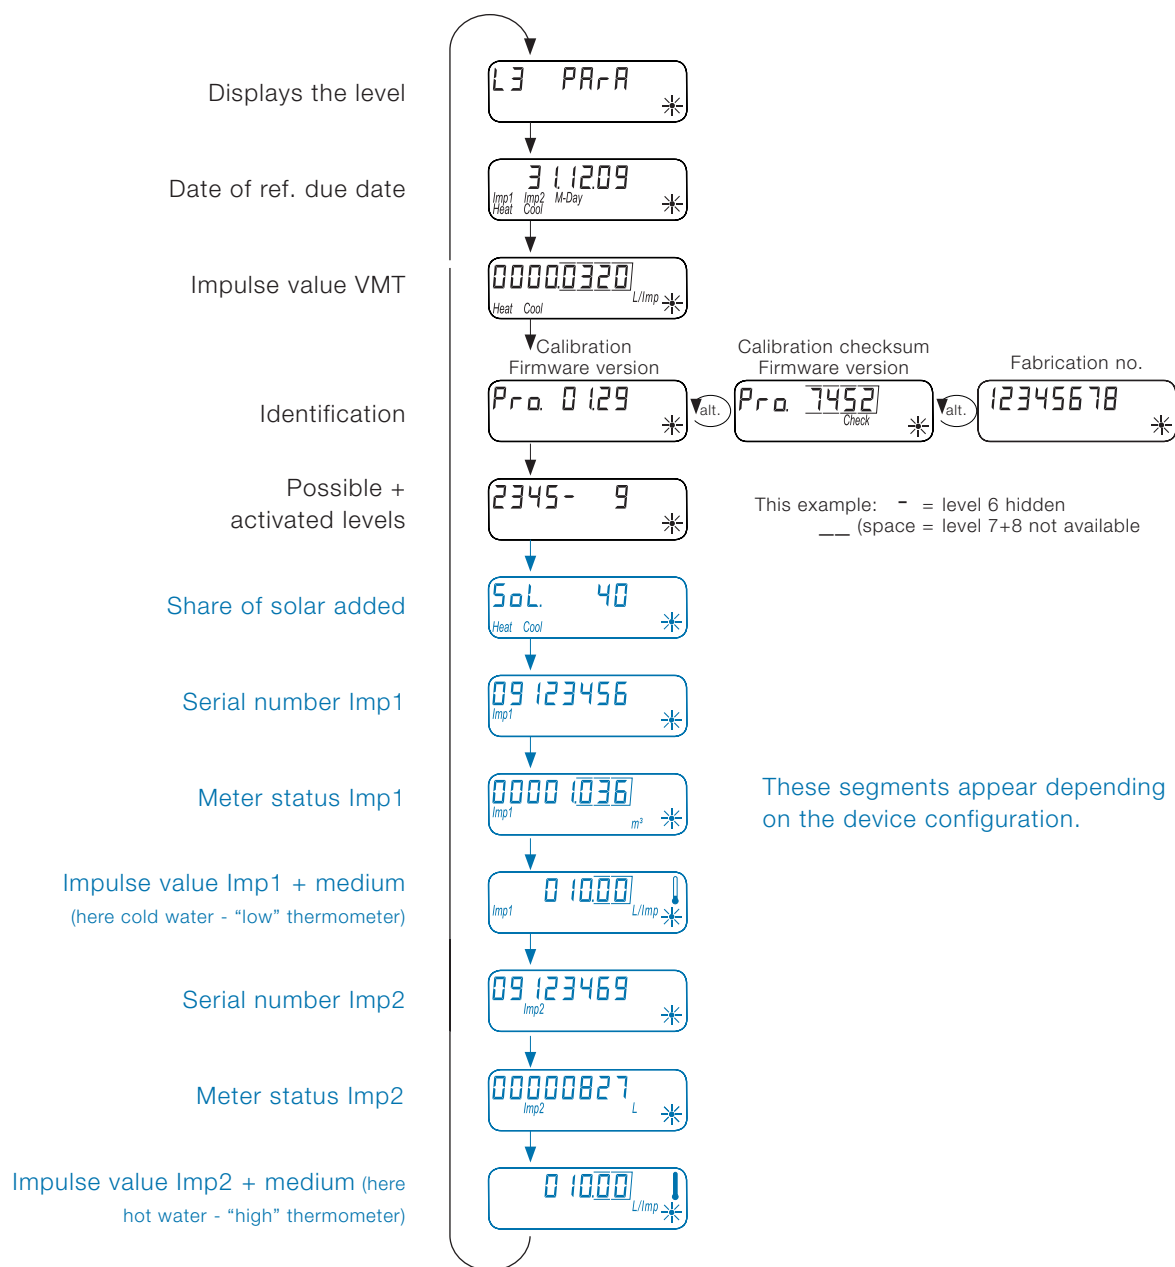 Displays the level
L3 PArA
Date of ref. due date
31.12.09
Imp1 Imp2 M-Day
Heat Cool
Impulse value VMT
0000.0320
L/Imp
Heat Cool
Calibration
Firmware version
Calibration checksum
Firmware version
Fabrication no.
Identification
Pro. 01.29
alt.
Pro. 7452
Check
alt.
12345678
Possible +
activated levels
2345- 9
This example: - = level 6 hidden
__ (space = level 7+8 not available
Share of solar added
SoL. 40
Heat Cool
Serial number Imp1
09123456
Imp1
Meter status Imp1
00001.036
Imp1 m³
These segments appear depending
on the device configuration.
Impulse value Imp1 + medium
(here cold water - “low” thermometer)
010.00
Imp1 L/Imp
Serial number Imp2
09123469
Imp2
Meter status Imp2
00000827
Imp2 L
Impulse value Imp2 + medium (here
hot water - “high” thermometer)
010.00
L/Imp